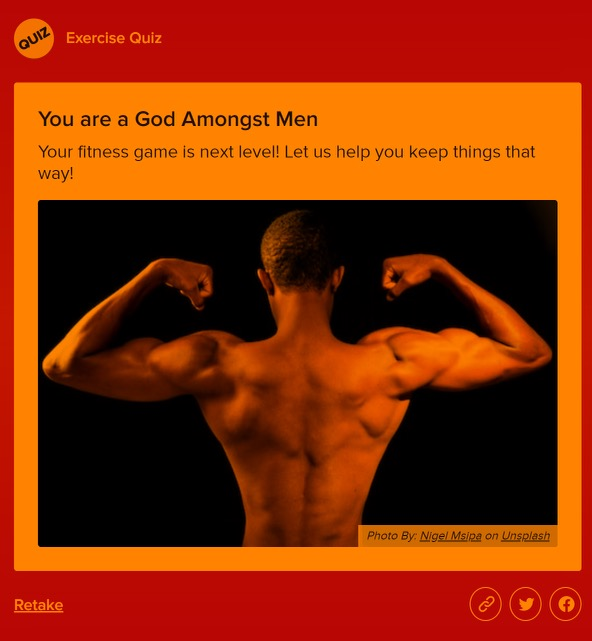 QUIZ
Exercise Quiz
You are a God Amongst Men
Your fitness game is next level! Let us help you keep things that
way!
Photo By: Nigel Msipa on Unsplash
Retake